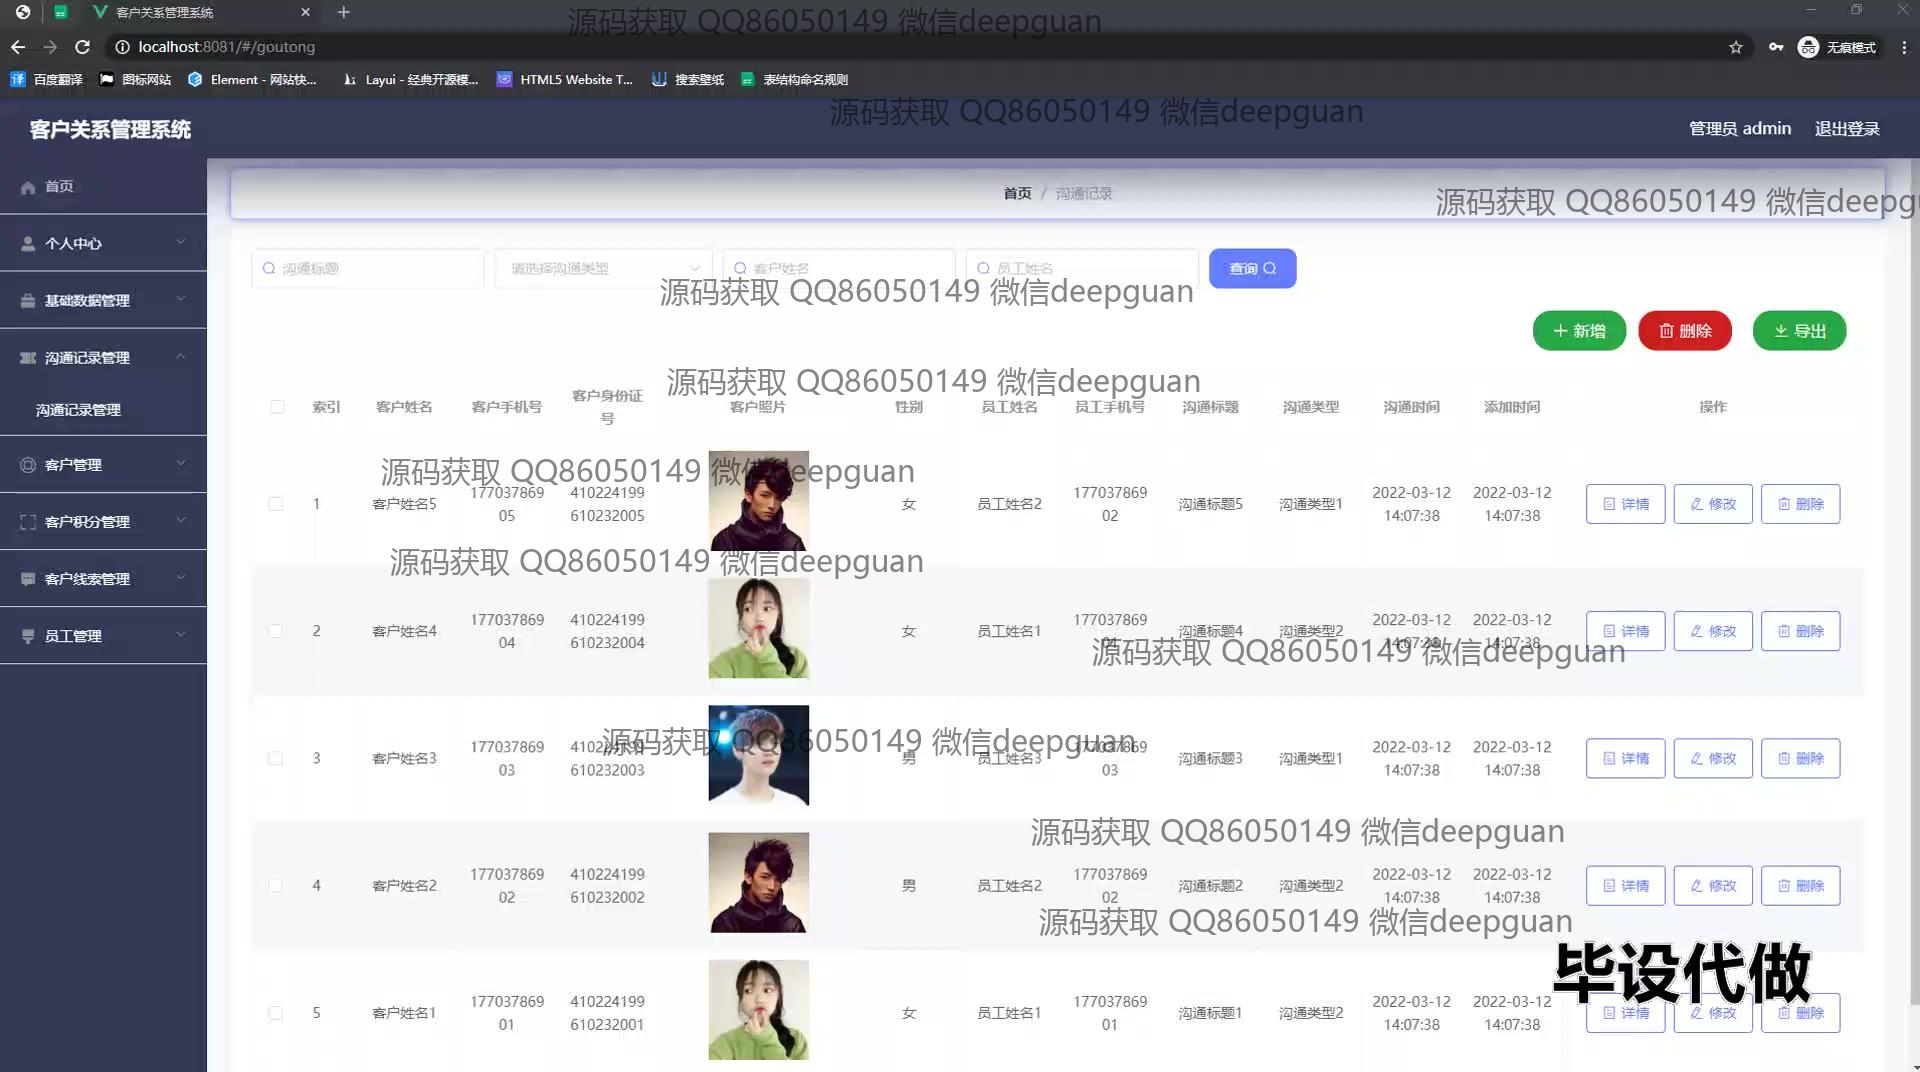 客户关系管理系统
源码获取 QQ86050149 微信deepguan
localhost:8081/#/goutong
无痕模式
百度翻译 图标网站 Element - 网站快... Layui - 经典开源模... HTML5 Website T... 搜索壁纸 表结构命名规则
源码获取 QQ86050149 微信deepguan
客户关系管理系统
管理员 admin 退出登录
首页
个人中心
基础数据管理
沟通记录管理
沟通记录管理
客户管理
客户积分管理
客户线索管理
员工管理
首页 / 沟通记录
源码获取 QQ86050149 微信deepgu
沟通标题 请选择沟通类型 客户姓名 员工姓名 查询
源码获取 QQ86050149 微信deepguan
新增 删除 导出
源码获取 QQ86050149 微信deepguan
索引 客户姓名 客户手机号 客户身份证号 客户照片 性别 员工姓名 员工手机号 沟通标题 沟通类型 沟通时间 添加时间 操作
源码获取 QQ86050149 微信deepguan
1 客户姓名5 17703786905 410224199610232005 女 员工姓名2 17703786902 沟通标题5 沟通类型1 2022-03-12 14:07:38 2022-03-12 14:07:38 详情 修改 删除
源码获取 QQ86050149 微信deepguan
2 客户姓名4 17703786904 410224199610232004 女 员工姓名1 17703786901 沟通标题4 沟通类型2 2022-03-12 14:07:38 2022-03-12 14:07:38 详情 修改 删除
源码获取 QQ86050149 微信deepguan
源码获取 QQ86050149 微信deepguan
3 客户姓名3 17703786903 410224199610232003 男 员工姓名3 17703786903 沟通标题3 沟通类型1 2022-03-12 14:07:38 2022-03-12 14:07:38 详情 修改 删除
源码获取 QQ86050149 微信deepguan
4 客户姓名2 17703786902 410224199610232002 男 员工姓名2 17703786902 沟通标题2 沟通类型2 2022-03-12 14:07:38 2022-03-12 14:07:38 详情 修改 删除
源码获取 QQ86050149 微信deepguan
毕设代做
5 客户姓名1 17703786901 410224199610232001 女 员工姓名1 17703786901 沟通标题1 沟通类型2 2022-03-12 14:07:38 2022-03-12 14:07:38 详情 修改 删除